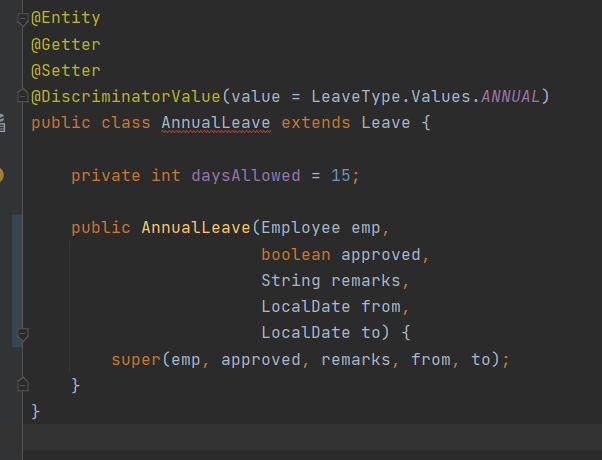 @Entity
@Getter
@Setter
@DiscriminatorValue(value = LeaveType.Values.ANNUAL)
public class AnnualLeave extends Leave {
    private int daysAllowed = 15;
    public AnnualLeave(Employee emp,
                       boolean approved,
                       String remarks,
                       LocalDate from,
                       LocalDate to) {
        super(emp, approved, remarks, from, to);
    }
}